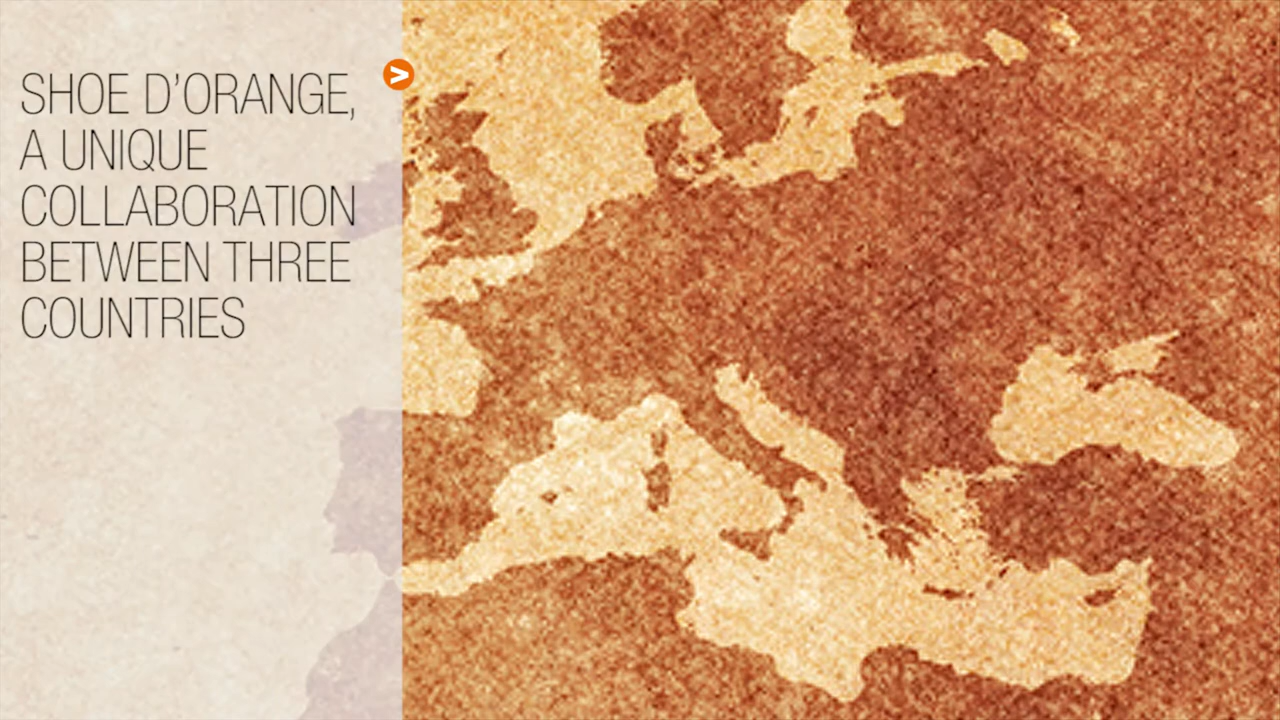 SHOE D’ORANGE,
A UNIQUE
COLLABORATION
BETWEEN THREE
COUNTRIES